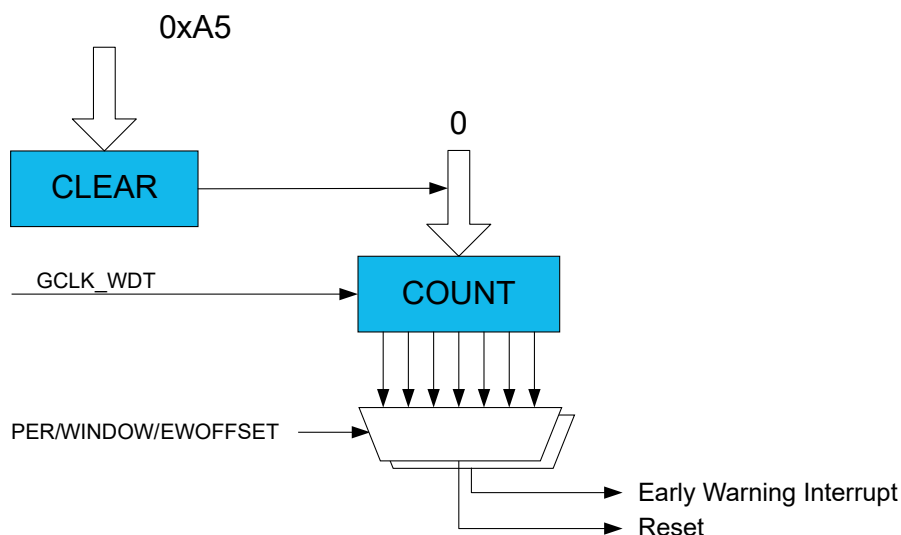 0xA5
0
CLEAR
GCLK_WDT
COUNT
PER/WINDOW/EWOFFSET
Early Warning Interrupt
Reset